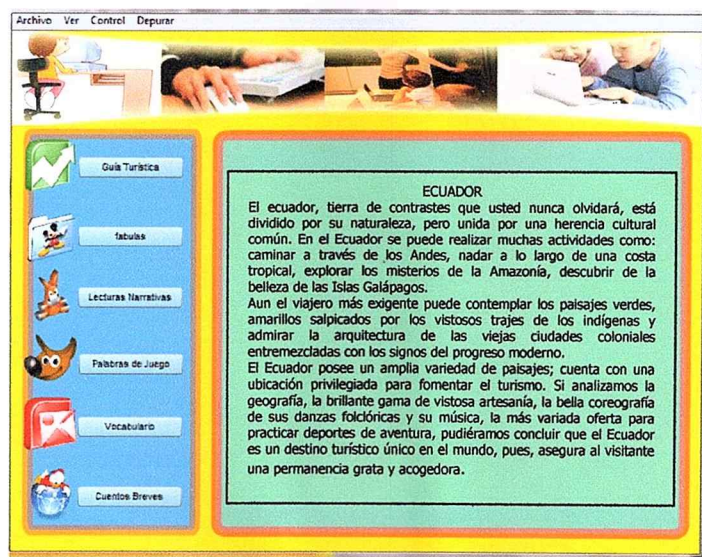 Archivo Ver Control Depurar
Guía Turística
fabulas
Lecturas Narrativas
Palabras de Juego
Vocabulario
Cuentos Breves
ECUADOR
El ecuador, tierra de contrastes que usted nunca olvidará, está
dividido por su naturaleza, pero unida por una herencia cultural
común. En el Ecuador se puede realizar muchas actividades como:
caminar a través de los Andes, nadar a lo largo de una costa
tropical, explorar los misterios de la Amazonía, descubrir de la
belleza de las Islas Galápagos.
Aun el viajero más exigente puede contemplar los paisajes verdes,
amarillos salpicados por los vistosos trajes de los indígenas y
admirar la arquitectura de las viejas ciudades coloniales
entremezcladas con los signos del progreso moderno.
El Ecuador posee un amplia variedad de paisajes; cuenta con una
ubicación privilegiada para fomentar el turismo. Si analizamos la
geografía, la brillante gama de vistosa artesanía, la bella coreografía
de sus danzas folclóricas y su música, la más variada oferta para
practicar deportes de aventura, pudiéramos concluir que el Ecuador
es un destino turístico único en el mundo, pues, asegura al visitante
una permanencia grata y acogedora.